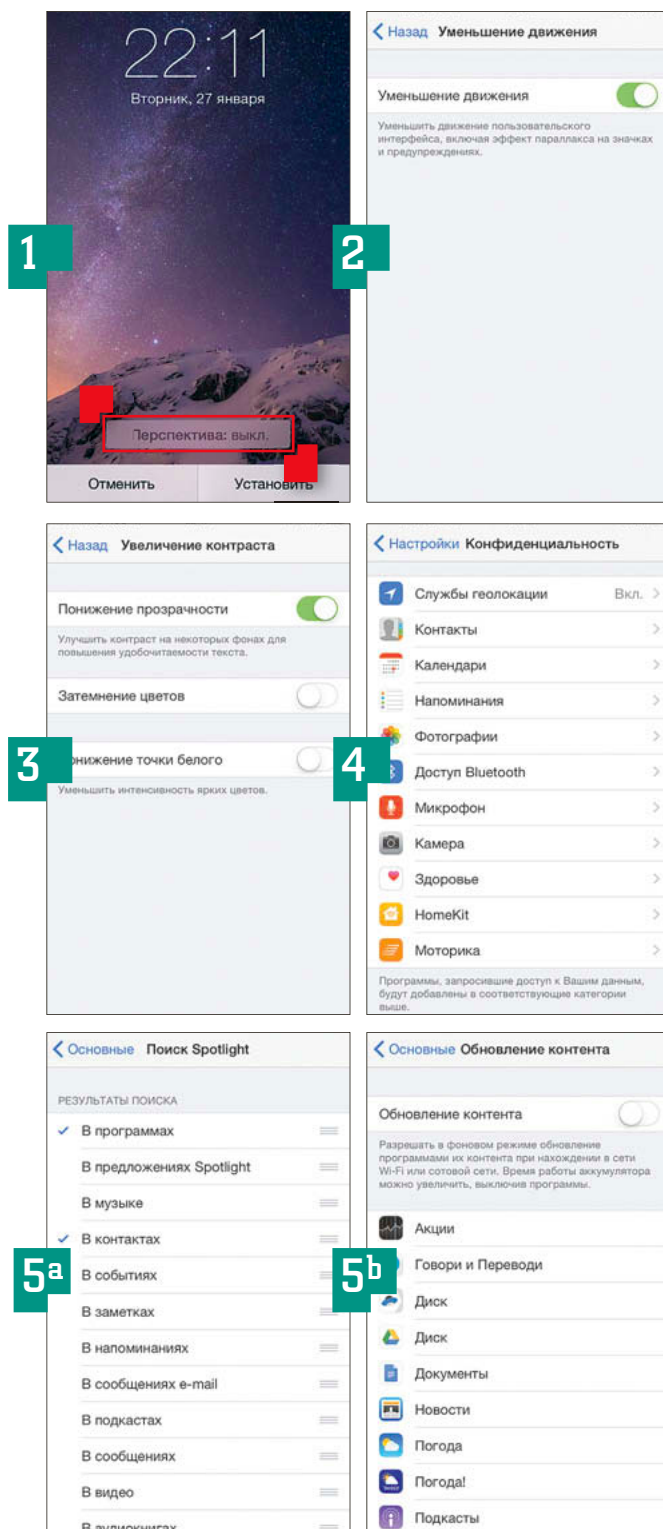 22:11
Вторник, 27 января
1
Перспектива: выкл.
Отменить Установить
Назад Уменьшение движения
Уменьшение движения
Уменьшить движение пользовательского
интерфейса, включая эффект параллакса на значках
и предупреждениях.
2
Назад Увеличение контраста
Понижение прозрачности
Улучшить контраст на некоторых фонах для
повышения удобочитаемости текста.
Затемнение цветов
3
онижение точки белого
Уменьшить интенсивность ярких цветов.
Настройки Конфиденциальность
Службы геолокации Вкл.
Контакты
Календари
Напоминания
Фотографии
4
Доступ Bluetooth
Микрофон
Камера
Здоровье
HomeKit
Моторика
Программы, запросившие доступ к Вашим данным,
будут добавлены в соответствующие категории
выше.
Основные Поиск Spotlight
РЕЗУЛЬТАТЫ ПОИСКА
В программах
В предложениях Spotlight
В музыке
В контактах
5a
В событиях
В заметках
В напоминаниях
В сообщениях e-mail
В подкастах
В сообщениях
В видео
В аудиокнигах
Основные Обновление контента
Обновление контента
Разрешать в фоновом режиме обновление
программами их контента при нахождении в сети
Wi-Fi или сотовой сети. Время работы аккумулятора
можно увеличить, выключив программы.
Акции
5b
Говори и Переводи
Диск
Диск
Документы
Новости
Погода
Погода!
Подкасты